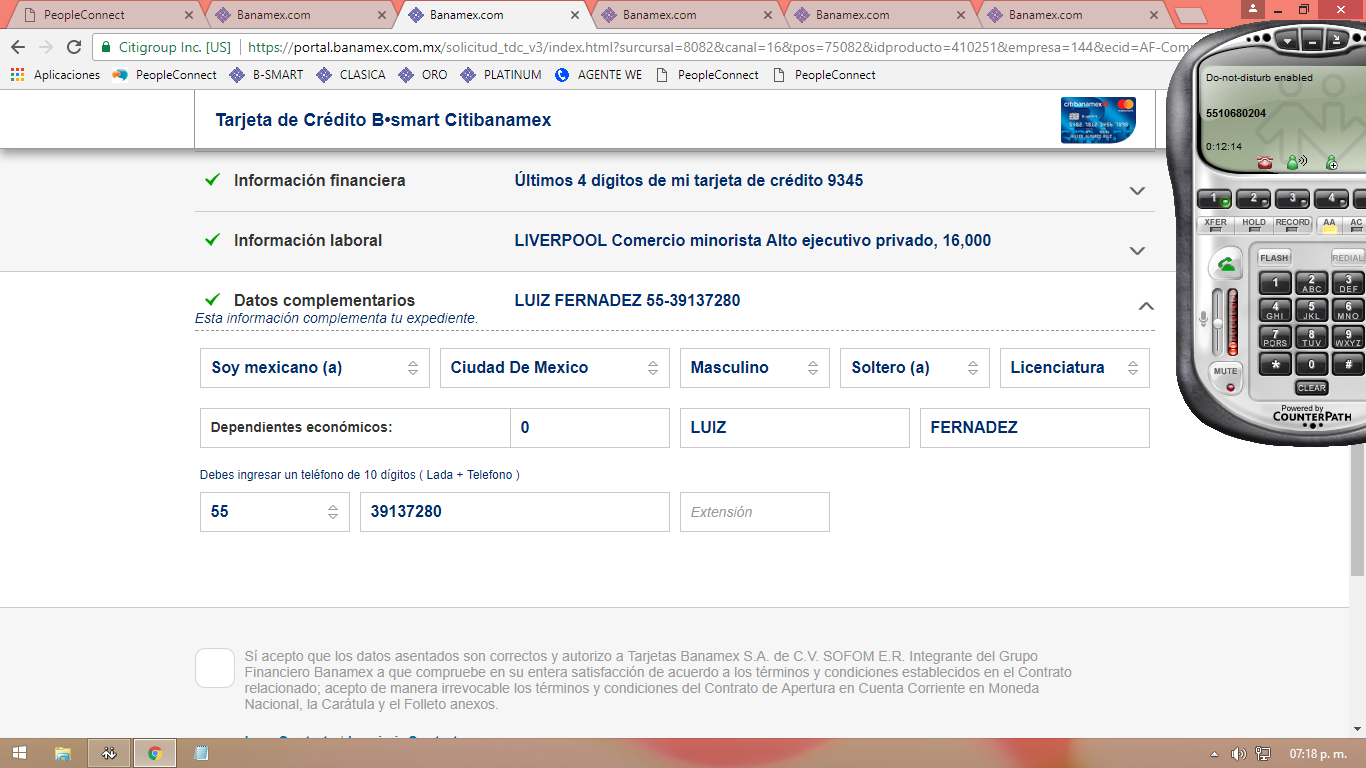 PeopleConnect
Banamex.com
Banamex.com
Banamex.com
Banamex.com
Banamex.com
Citigroup Inc. [US]
https://portal.banamex.com.mx/solicitud_tdc_v3/index.html?surcursal=8082&canal=16&pos=75082&idproducto=410251&empresa=144&ecid=AF-Com
Aplicaciones PeopleConnect B-SMART CLASICA ORO PLATINUM AGENTE WE PeopleConnect PeopleConnect
Tarjeta de Crédito B•smart Citibanamex
citibanamex
Información financiera Últimos 4 dígitos de mi tarjeta de crédito 9345
Información laboral LIVERPOOL Comercio minorista Alto ejecutivo privado, 16,000
Datos complementarios LUIZ FERNADEZ 55-39137280
Esta información complementa tu expediente.
Soy mexicano (a) Ciudad De Mexico Masculino Soltero (a) Licenciatura
Dependientes económicos: 0 LUIZ FERNADEZ
Debes ingresar un teléfono de 10 dígitos ( Lada + Telefono )
55 39137280 Extensión
Sí acepto que los datos asentados son correctos y autorizo a Tarjetas Banamex S.A. de C.V. SOFOM E.R. Integrante del Grupo
Financiero Banamex a que compruebe en su entera satisfacción de acuerdo a los términos y condiciones establecidos en el Contrato
relacionado; acepto de manera irrevocable los términos y condiciones del Contrato de Apertura en Cuenta Corriente en Moneda
Nacional, la Carátula y el Folleto anexos.
Do-not-disturb enabled
5510680204
0:12:14
1 2 3 4
XFER HOLD RECORD AA AC
FLASH REDIAL
1 2 ABC 3 DEF
4 GHI 5 JKL 6 MNO
7 PQRS 8 TUV 9 WXYZ
* 0 #
MUTE
CLEAR
Powered by
COUNTERPATH
07:18 p. m.